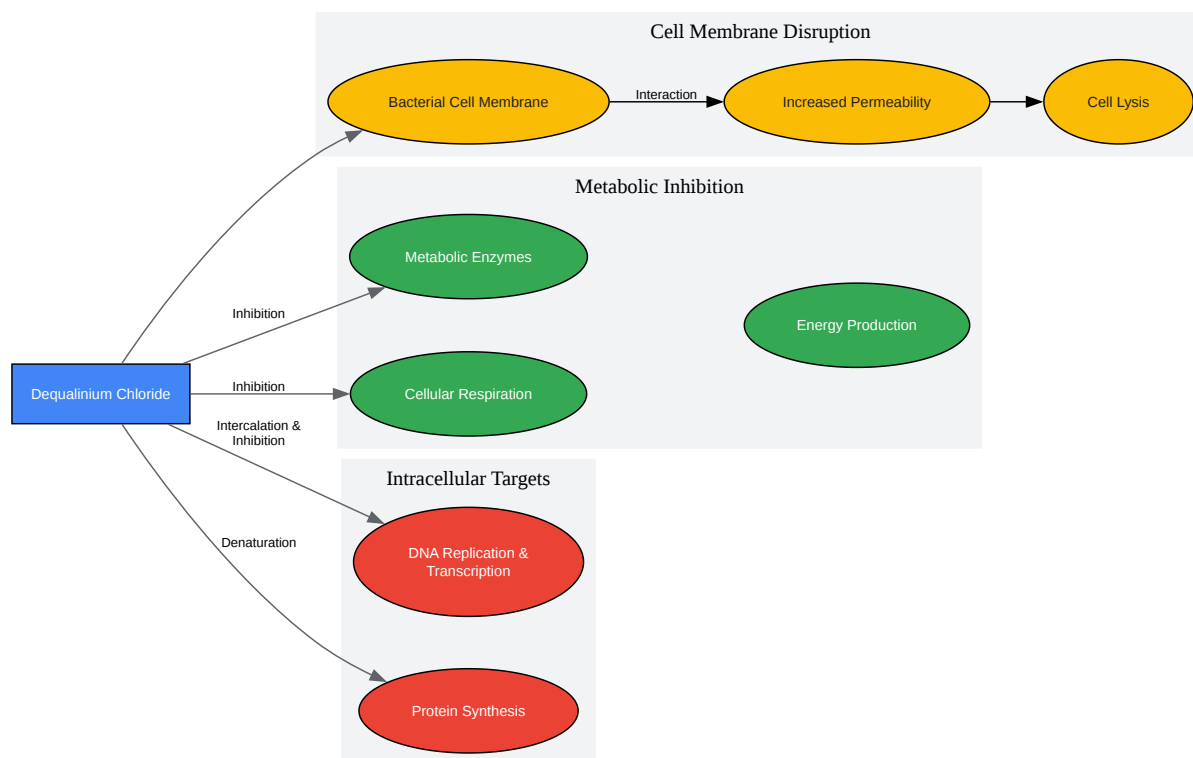 Cell Membrane Disruption
Bacterial Cell Membrane
Interaction
Increased Permeability
Cell Lysis
Metabolic Inhibition
Metabolic Enzymes
Inhibition
Energy Production
Dequalinium Chloride
Inhibition
Cellular Respiration
Intercalation &
Inhibition
Intracellular Targets
DNA Replication &
Transcription
Denaturation
Protein Synthesis